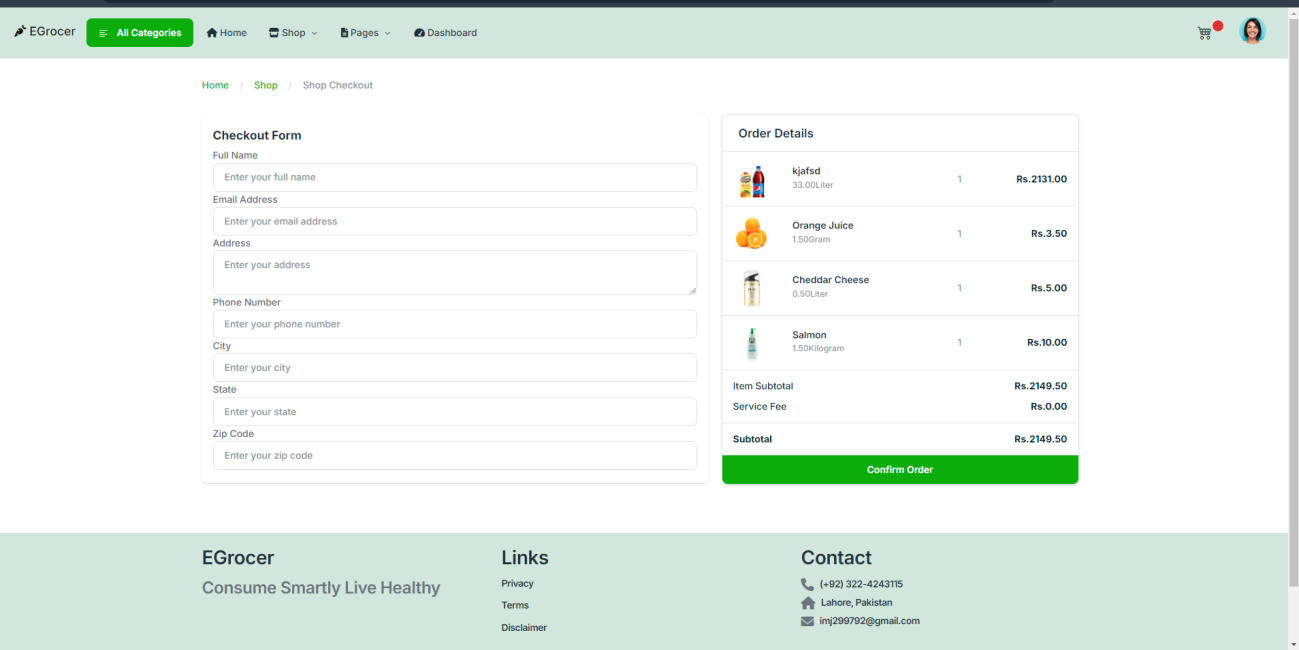 EGrocer
All Categories
Home
Shop
Pages
Dashboard
Home / Shop / Shop Checkout
Checkout Form
Full Name
Enter your full name
Email Address
Enter your email address
Address
Enter your address
Phone Number
Enter your phone number
City
Enter your city
State
Enter your state
Zip Code
Enter your zip code
Order Details
kjafsd
33.00Liter
1
Rs.2131.00
Orange Juice
1.50Gram
1
Rs.3.50
Cheddar Cheese
0.50Liter
1
Rs.5.00
Salmon
1.50Kilogram
1
Rs.10.00
Item Subtotal Rs.2149.50
Service Fee Rs.0.00
Subtotal Rs.2149.50
Confirm Order
EGrocer
Consume Smartly Live Healthy
Links
Privacy
Terms
Disclaimer
Contact
(+92) 322-4243115
Lahore, Pakistan
imj299792@gmail.com